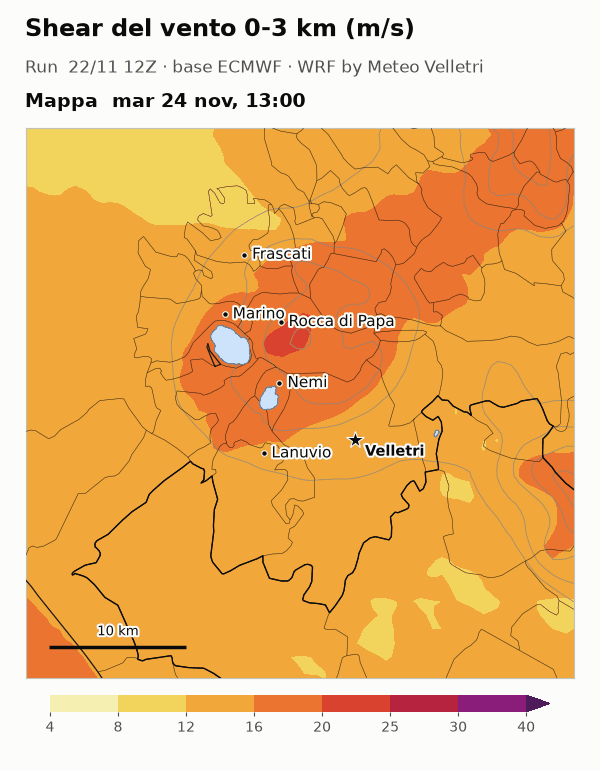 Shear del vento 0-3 km (m/s)
Run  22/11 12Z · base ECMWF · WRF by Meteo Velletri
Mappa  mar 24 nov, 13:00
Frascati
Marino
Rocca di Papa
Nemi
Velletri
Lanuvio
10 km
4 8 12 16 20 25 30 40